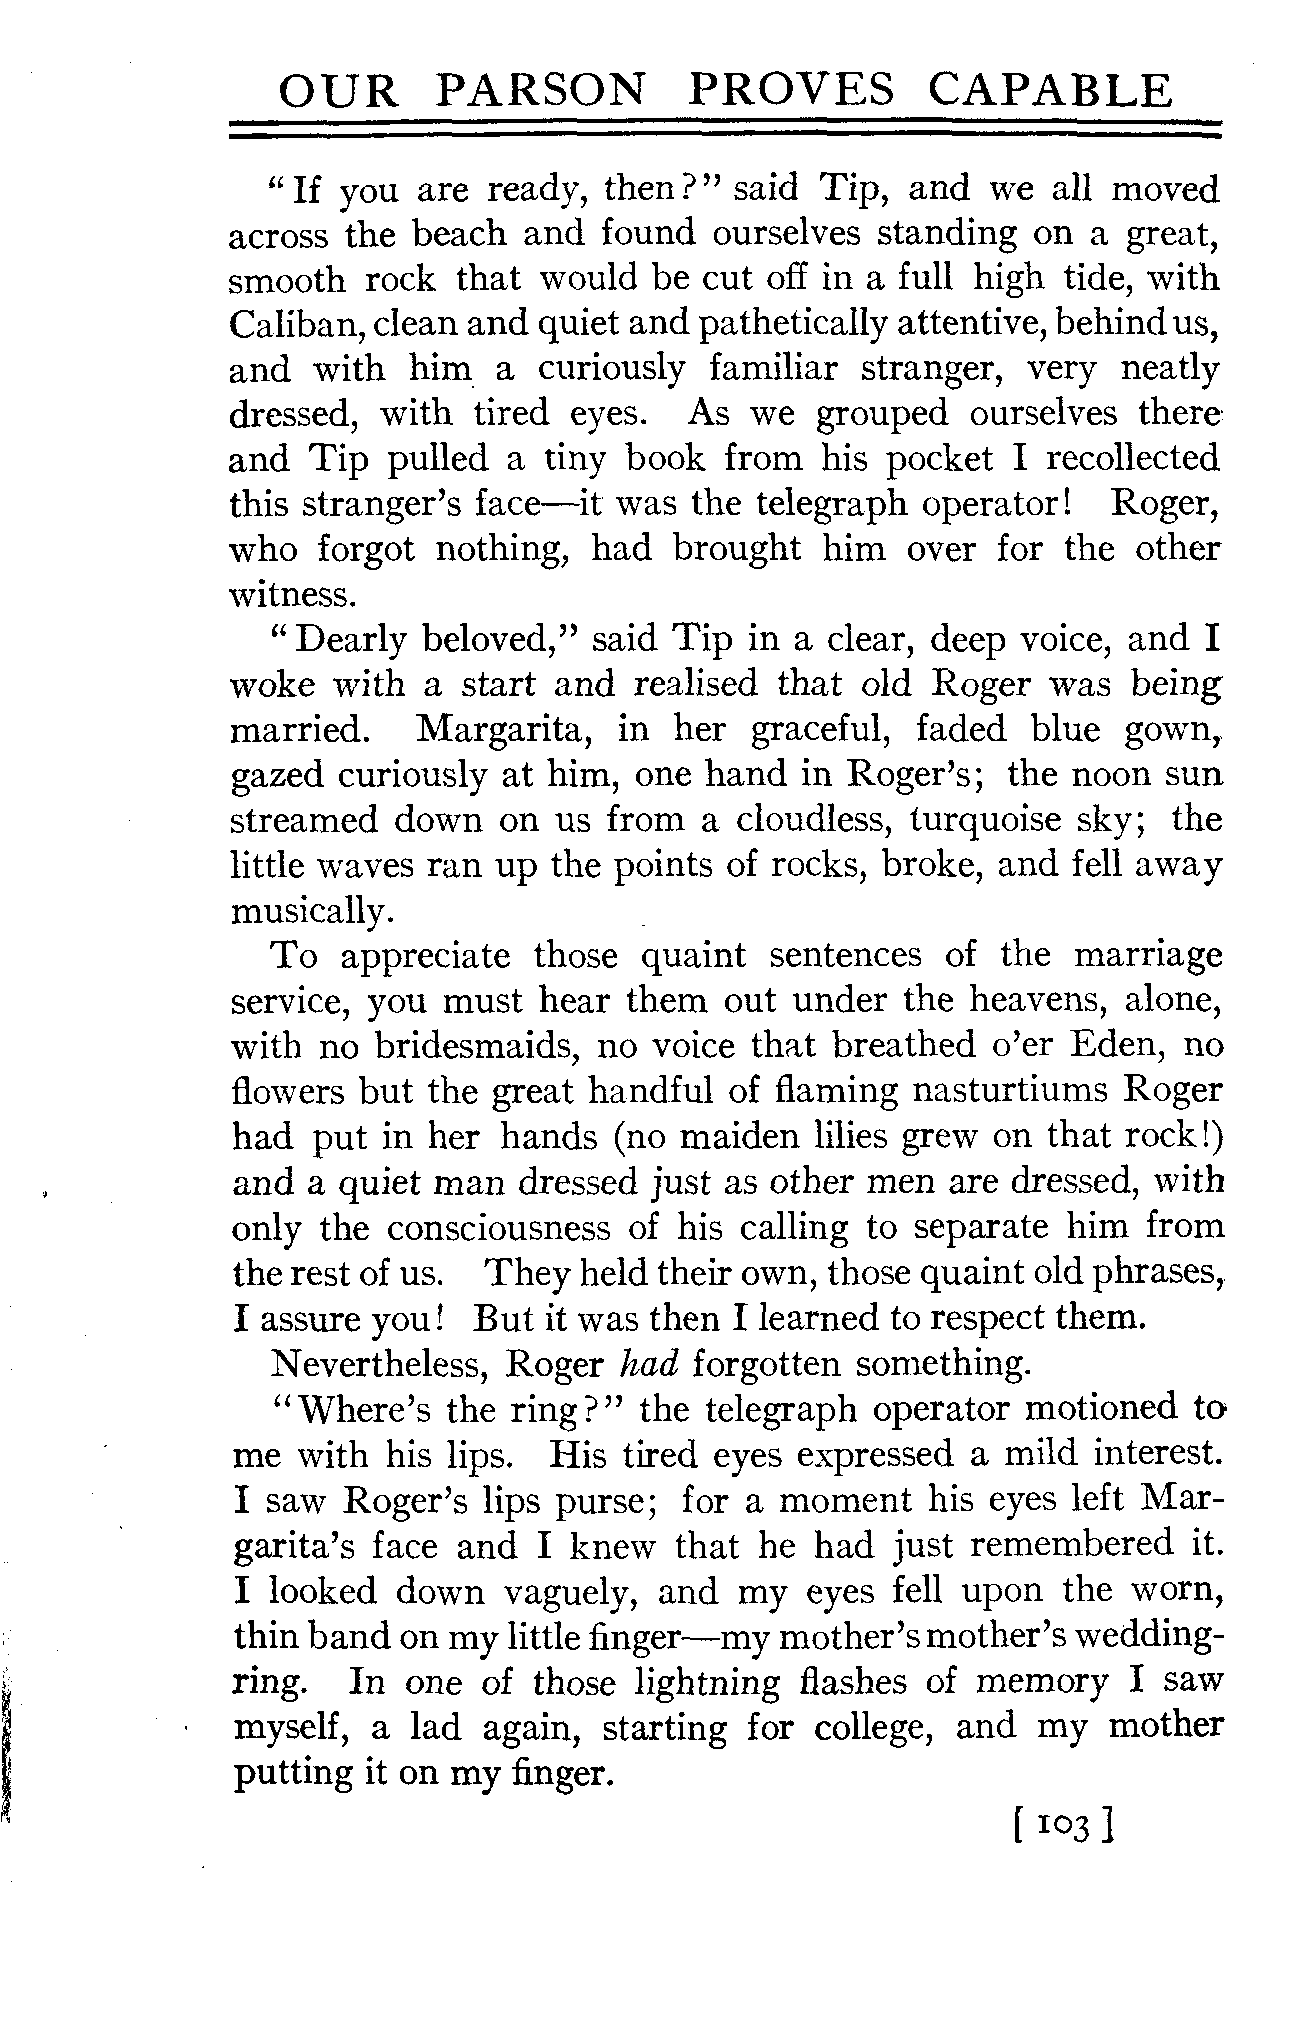 OUR PARSON PROVES CAPABLE
"If you are ready, then?" said Tip, and we all moved
across the beach and found ourselves standing on a great,
smooth rock that would be cut off in a full high tide, with
Caliban, clean and quiet and pathetically attentive, behind us,
and with him a curiously familiar stranger, very neatly
dressed, with tired eyes. As we grouped ourselves there
and Tip pulled a tiny book from his pocket I recollected
this stranger's face—it was the telegraph operator! Roger,
who forgot nothing, had brought him over for the other
witness.
"Dearly beloved," said Tip in a clear, deep voice, and I
woke with a start and realised that old Roger was being
married. Margarita, in her graceful, faded blue gown,
gazed curiously at him, one hand in Roger's; the noon sun
streamed down on us from a cloudless, turquoise sky; the
little waves ran up the points of rocks, broke, and fell away
musically.
To appreciate those quaint sentences of the marriage
service, you must hear them out under the heavens, alone,
with no bridesmaids, no voice that breathed o'er Eden, no
flowers but the great handful of flaming nasturtiums Roger
had put in her hands (no maiden lilies grew on that rock!)
and a quiet man dressed just as other men are dressed, with
only the consciousness of his calling to separate him from
the rest of us. They held their own, those quaint old phrases,
I assure you! But it was then I learned to respect them.
Nevertheless, Roger had forgotten something.
"Where's the ring?" the telegraph operator motioned to
me with his lips. His tired eyes expressed a mild interest.
I saw Roger's lips purse; for a moment his eyes left Mar-
garita's face and I knew that he had just remembered it.
I looked down vaguely, and my eyes fell upon the worn,
thin band on my little finger—my mother's mother's wedding-
ring. In one of those lightning flashes of memory I saw
myself, a lad again, starting for college, and my mother
putting it on my finger.
[ 103 ]